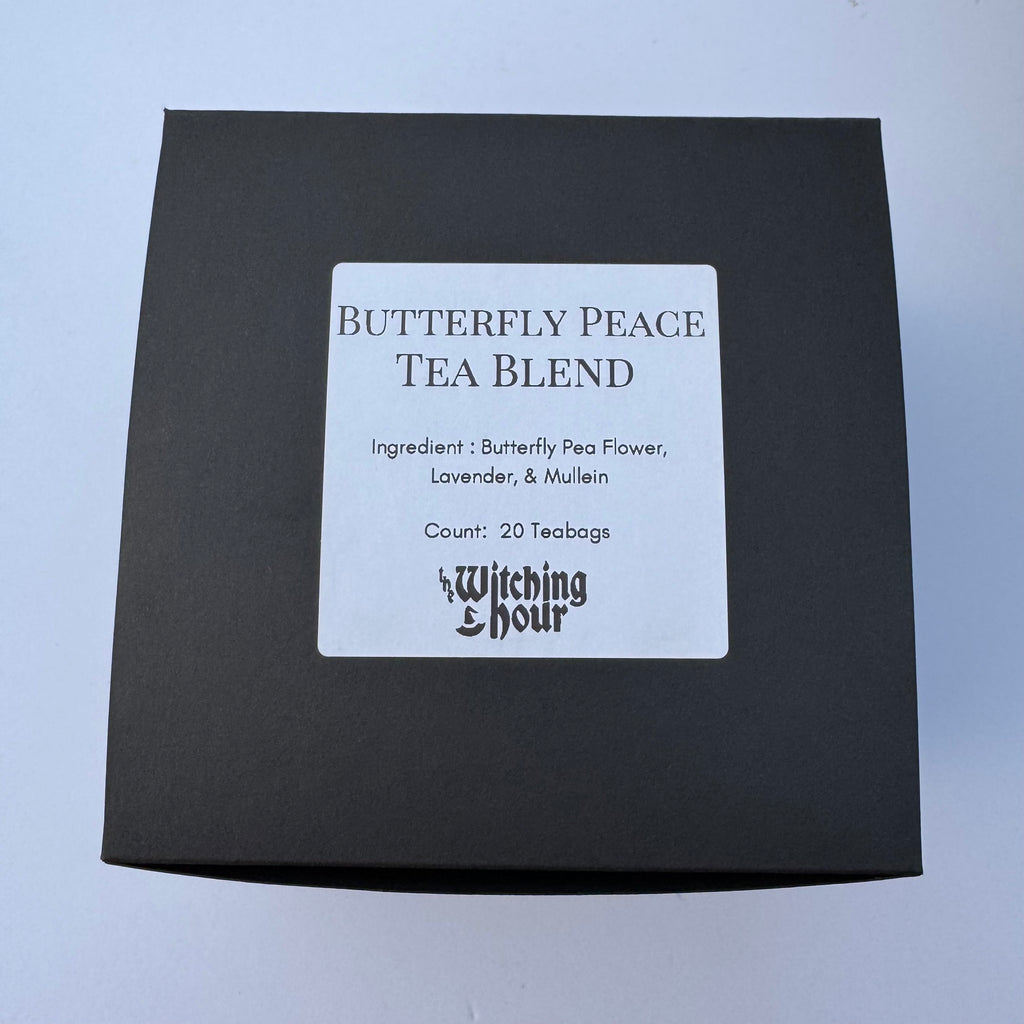 Butterfly Peace
Tea Blend
Ingredient : Butterfly Pea Flower,
Lavender, & Mullein
Count: 20 Teabags
the Witching
hour